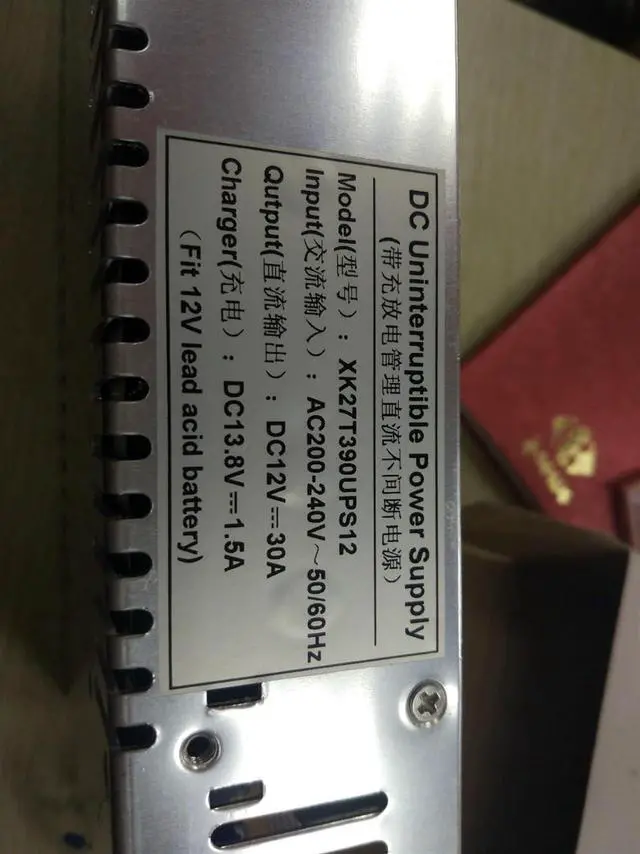 DC Uninterruptible Power Supply
(带充放电管理直流不间断电源)
Model(型号)：XK27T390UPS12
Input(交流输入)：AC200-240V～50/60Hz
Qutput(直流输出)：DC12V⎓30A
Charger(充电)：DC13.8V⎓1.5A
(Fit 12V lead acid battery)